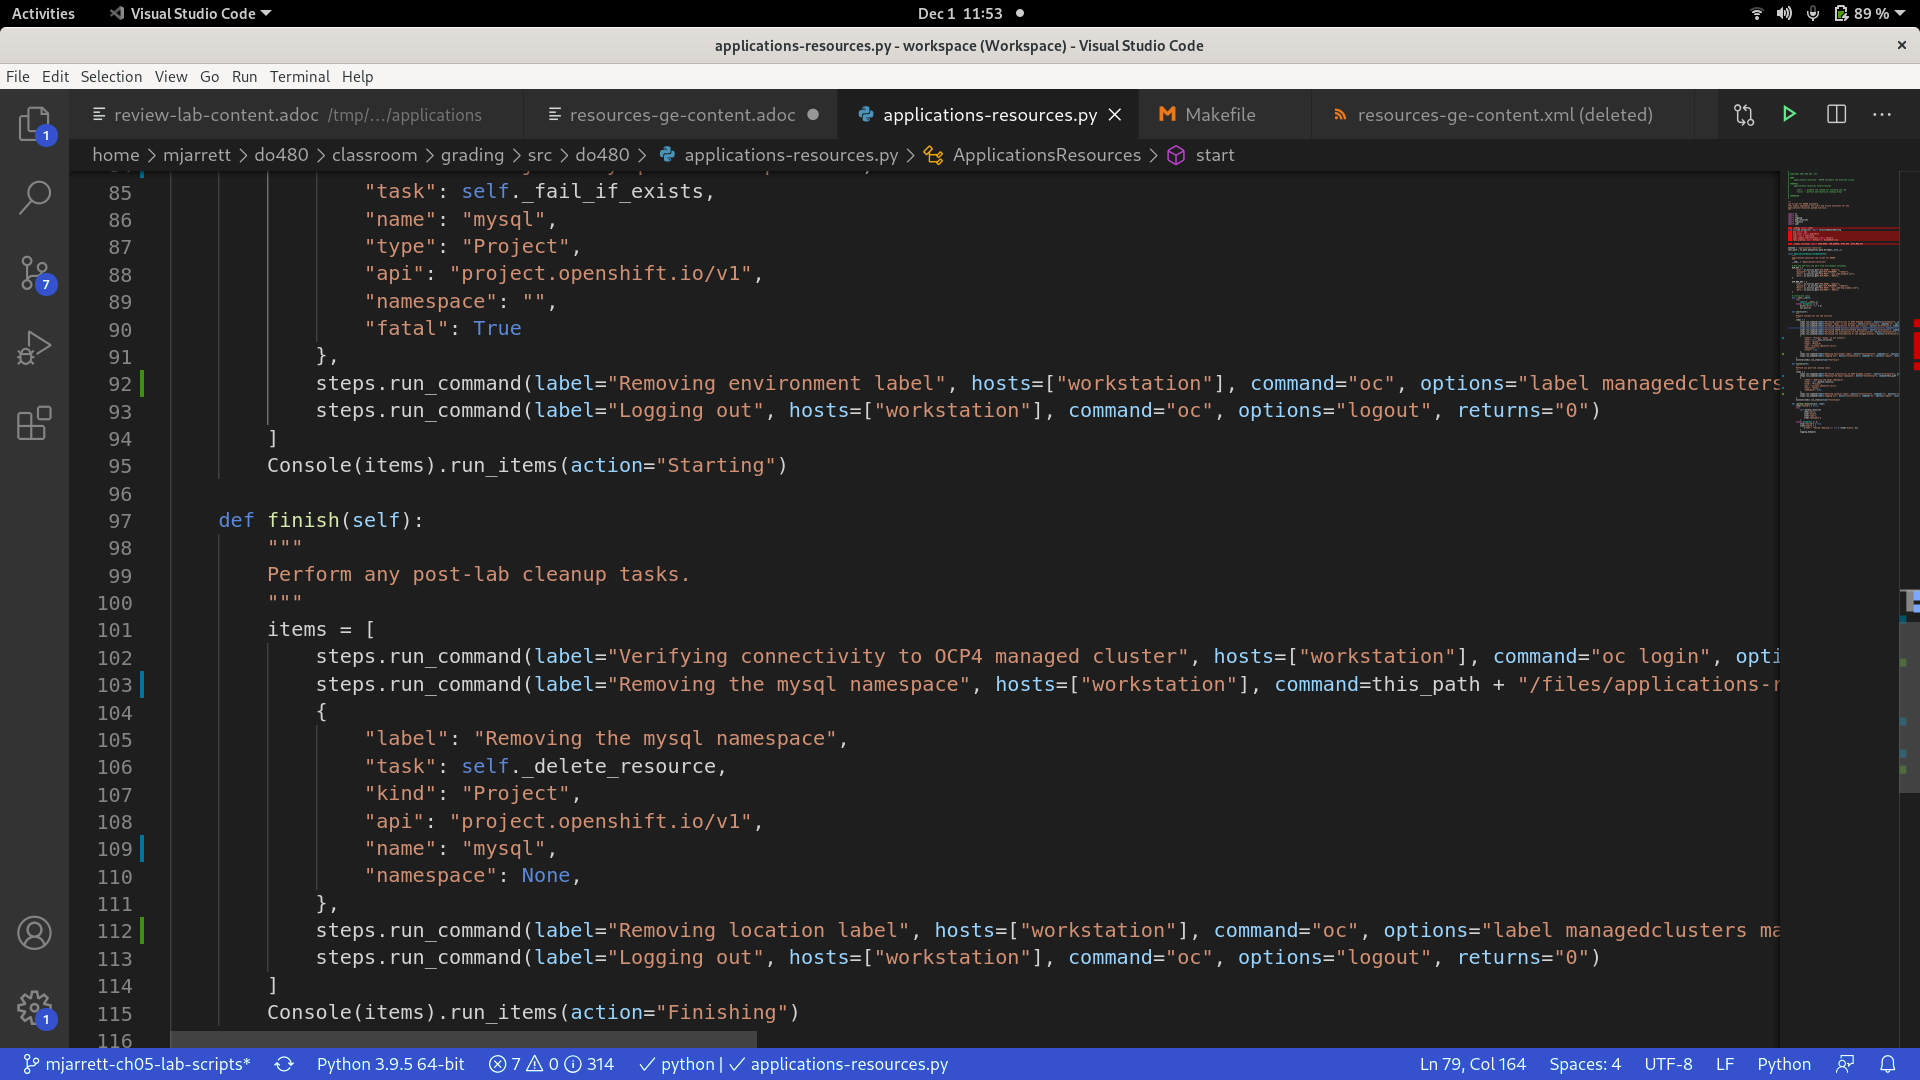 Activities Visual Studio Code Dec 1 11:53 89 %
applications-resources.py - workspace (Workspace) - Visual Studio Code
File Edit Selection View Go Run Terminal Help
review-lab-content.adoc /tmp/.../applications resources-ge-content.adoc applications-resources.py Makefile resources-ge-content.xml (deleted)
home > mjarrett > do480 > classroom > grading > src > do480 > applications-resources.py > ApplicationsResources > start
85 "task": self._fail_if_exists,
86 "name": "mysql",
87 "type": "Project",
88 "api": "project.openshift.io/v1",
89 "namespace": "",
90 "fatal": True
91 },
92 steps.run_command(label="Removing environment label", hosts=["workstation"], command="oc", options="label managedclusters
93 steps.run_command(label="Logging out", hosts=["workstation"], command="oc", options="logout", returns="0")
94 ]
95 Console(items).run_items(action="Starting")
96
97 def finish(self):
98 """
99 Perform any post-lab cleanup tasks.
100 """
101 items = [
102 steps.run_command(label="Verifying connectivity to OCP4 managed cluster", hosts=["workstation"], command="oc login", opti
103 steps.run_command(label="Removing the mysql namespace", hosts=["workstation"], command=this_path + "/files/applications-r
104 {
105 "label": "Removing the mysql namespace",
106 "task": self._delete_resource,
107 "kind": "Project",
108 "api": "project.openshift.io/v1",
109 "name": "mysql",
110 "namespace": None,
111 },
112 steps.run_command(label="Removing location label", hosts=["workstation"], command="oc", options="label managedclusters ma
113 steps.run_command(label="Logging out", hosts=["workstation"], command="oc", options="logout", returns="0")
114 ]
115 Console(items).run_items(action="Finishing")
116
1
7
1
mjarrett-ch05-lab-scripts* Python 3.9.5 64-bit 7 0 314 python | applications-resources.py Ln 79, Col 164 Spaces: 4 UTF-8 LF Python